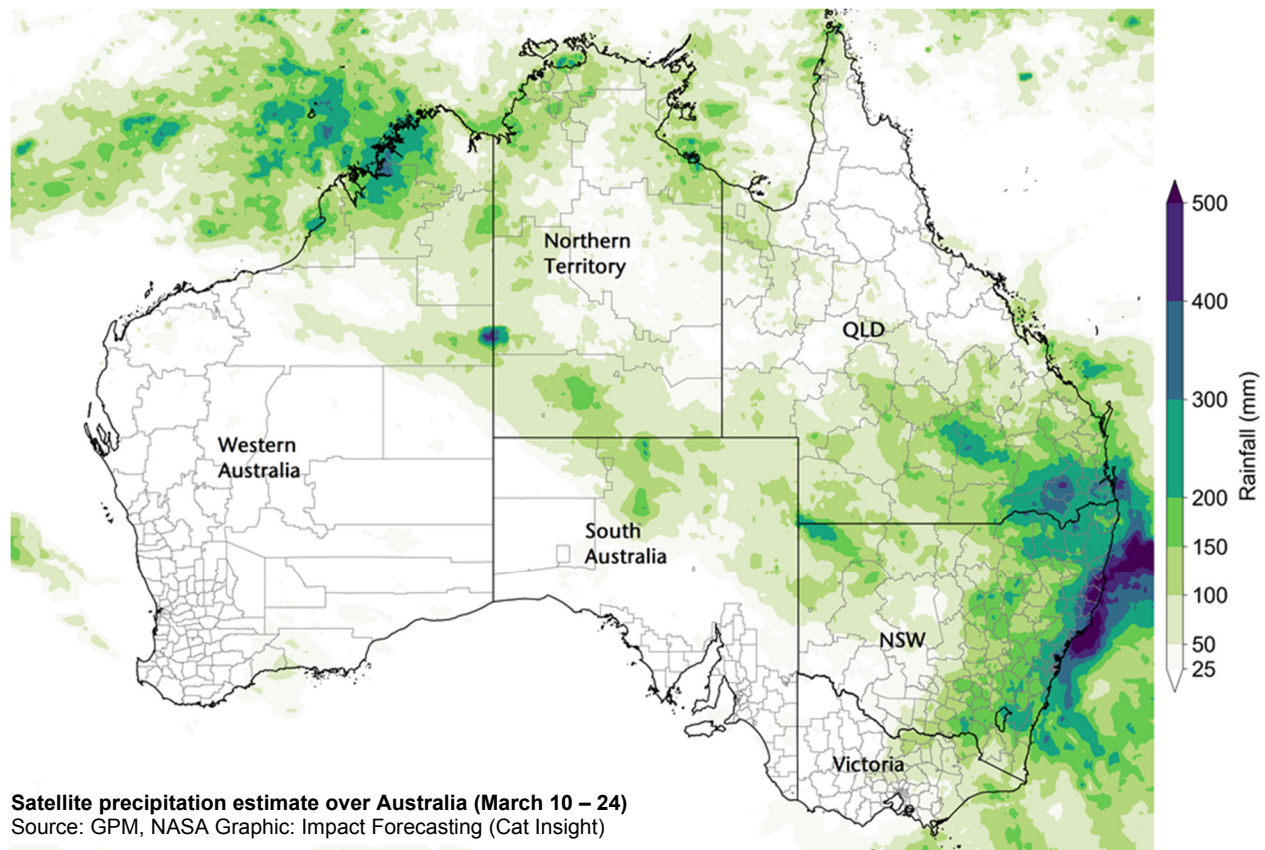 Northern
Territory
QLD
Western
Australia
South
Australia
NSW
Victoria
500
400
300
200
150
100
50
25
Rainfall (mm)
Satellite precipitation estimate over Australia (March 10 – 24)
Source: GPM, NASA Graphic: Impact Forecasting (Cat Insight)